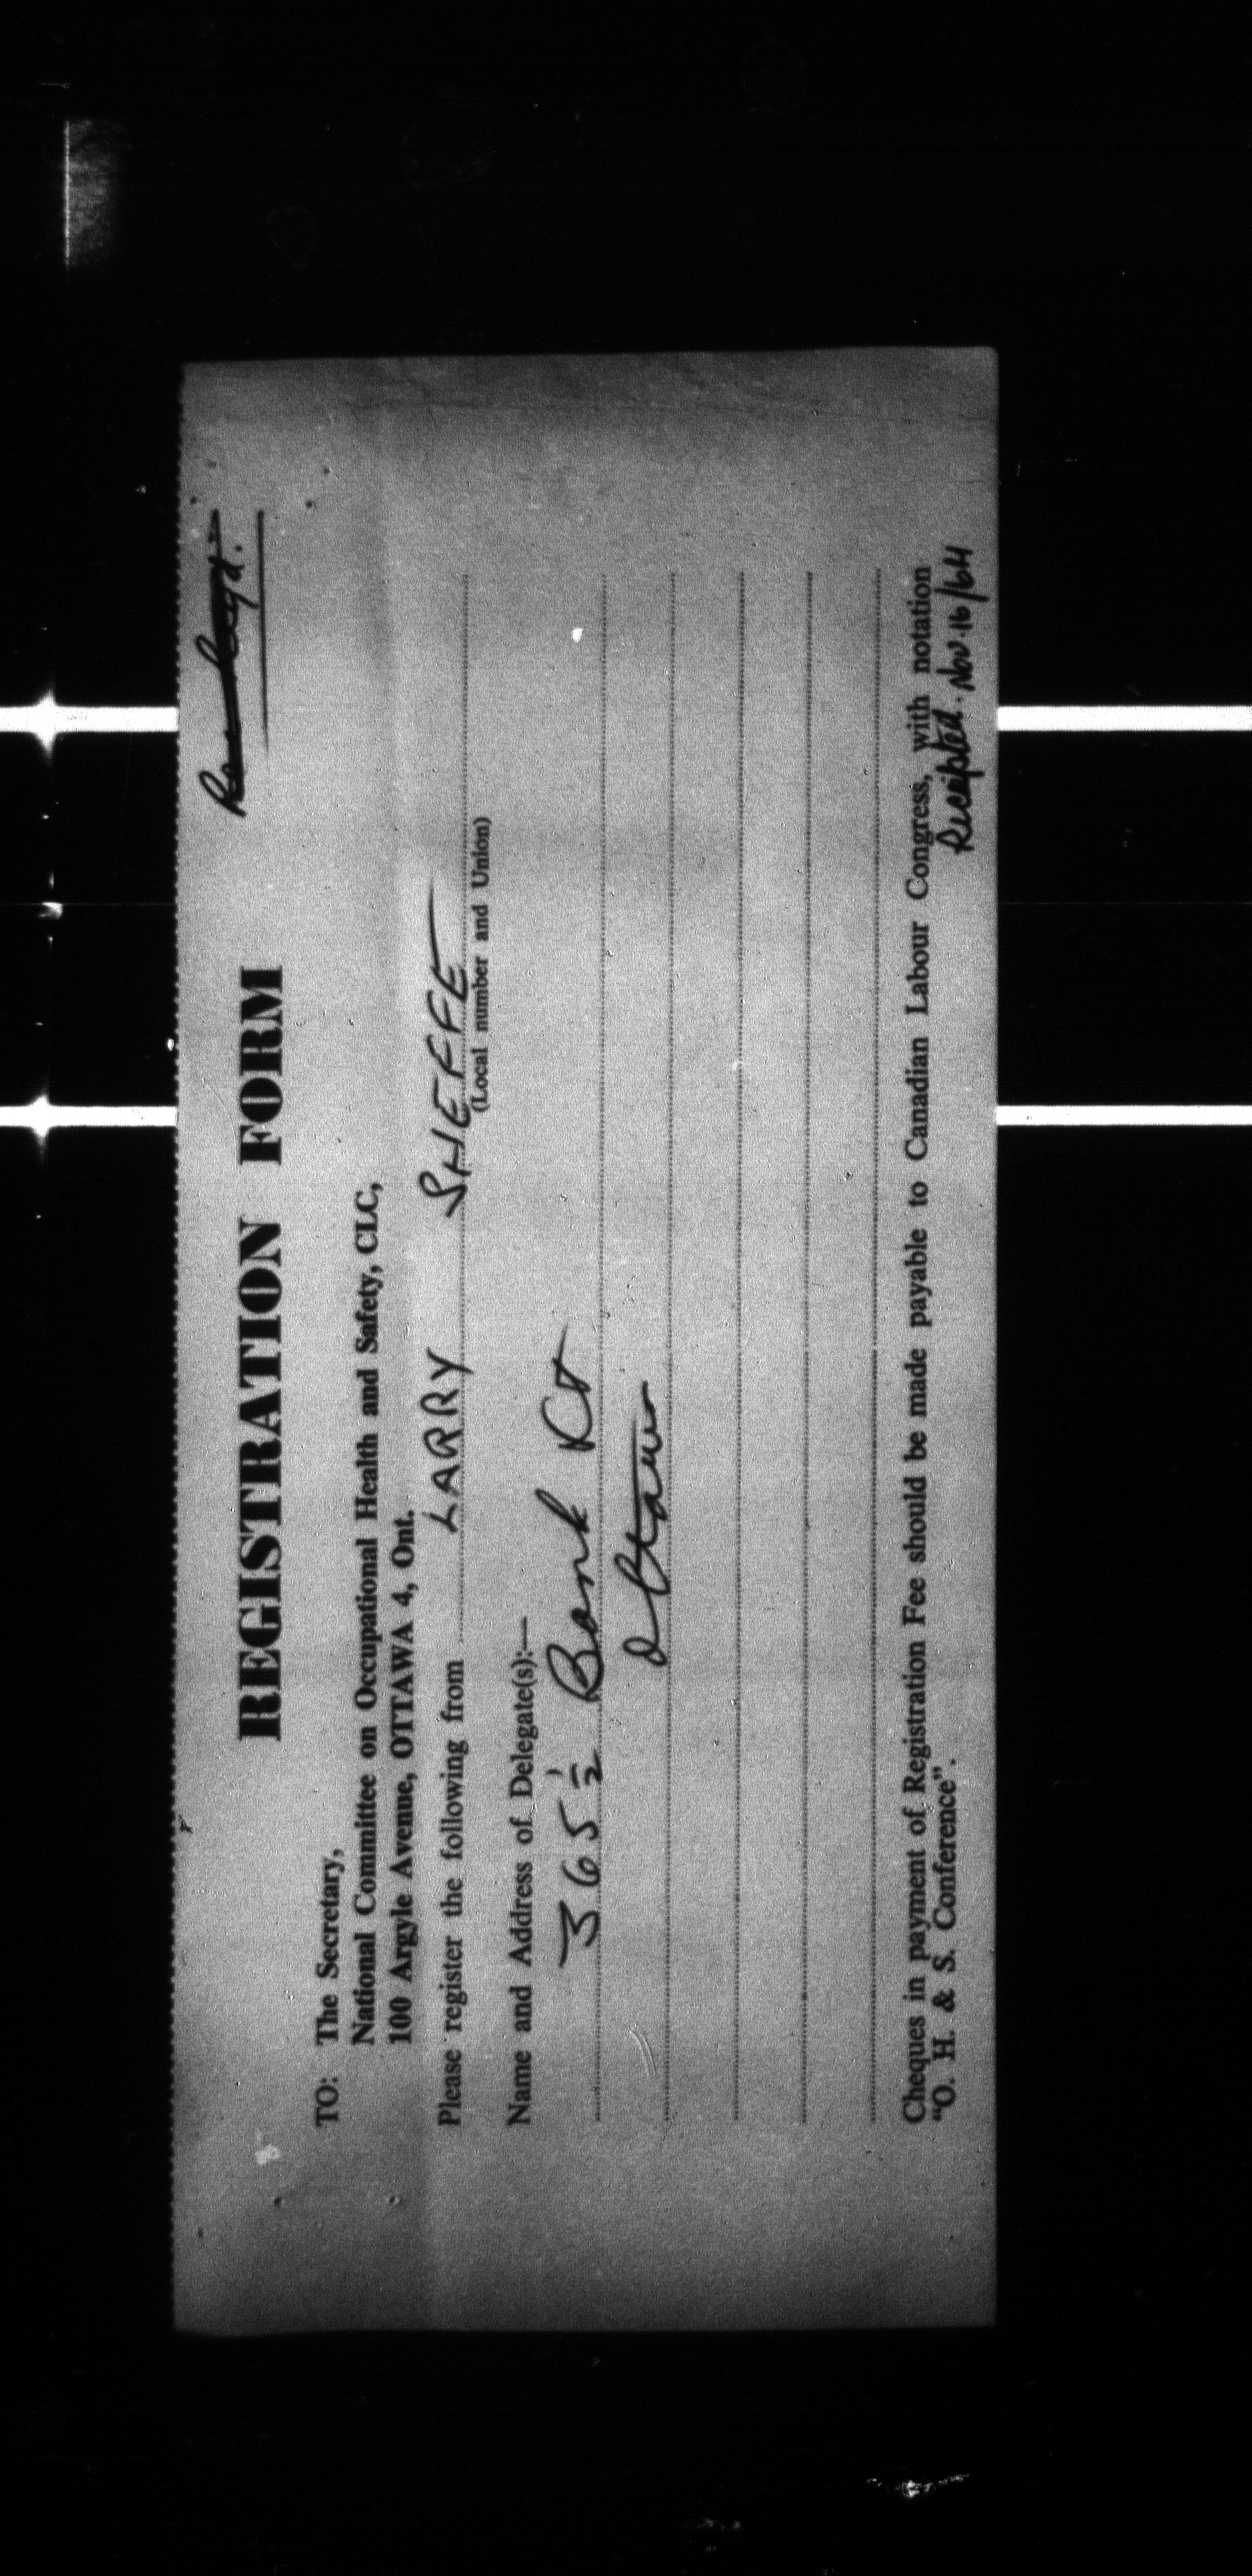 REGISTRATION FORM
TO: The Secretary,
National Committee on Occupational Health and Safety, CLC,
100 Argyle Avenue, OTTAWA 4, Ont.
Please register the following from LARRY SHEFFE
(Local number and Union)
Name and Address of Delegate(s):—
365 ½ Bank St
Ottawa
Cheques in payment of Registration Fee should be made payable to Canadian Labour Congress, with notation
"O. H. & S. Conference".
Receipted. Nov. 16/64